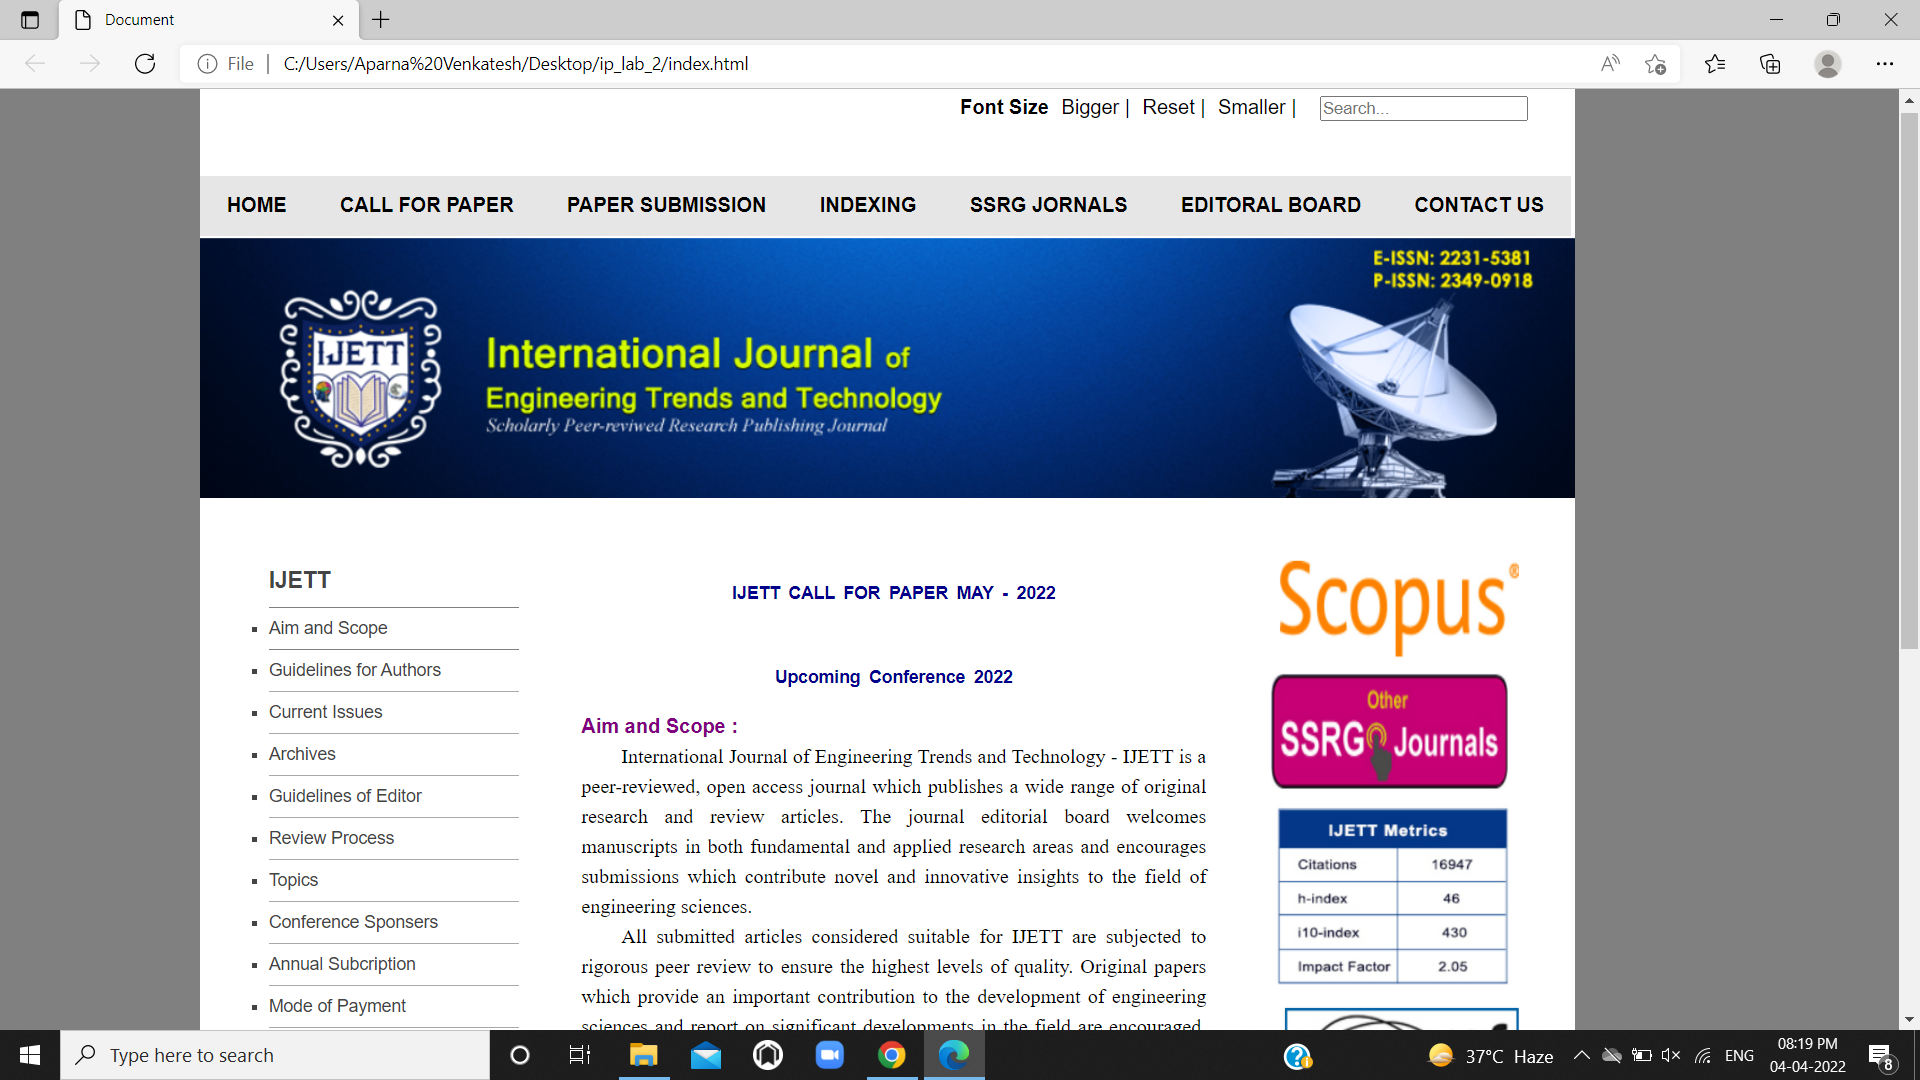 Document
File
C:/Users/Aparna%20Venkatesh/Desktop/ip_lab_2/index.html
Font Size Bigger | Reset | Smaller | Search...
HOME CALL FOR PAPER PAPER SUBMISSION INDEXING SSRG JORNALS EDITORAL BOARD CONTACT US
E-ISSN: 2231-5381
P-ISSN: 2349-0918
IJETT
International Journal of
Engineering Trends and Technology
Scholarly Peer-reviwed Research Publishing Journal
IJETT
Aim and Scope
Guidelines for Authors
Current Issues
Archives
Guidelines of Editor
Review Process
Topics
Conference Sponsers
Annual Subcription
Mode of Payment
IJETT CALL FOR PAPER MAY - 2022
Upcoming Conference 2022
Aim and Scope :
International Journal of Engineering Trends and Technology - IJETT is a
peer-reviewed, open access journal which publishes a wide range of original
research and review articles. The journal editorial board welcomes
manuscripts in both fundamental and applied research areas and encourages
submissions which contribute novel and innovative insights to the field of
engineering sciences.
All submitted articles considered suitable for IJETT are subjected to
rigorous peer review to ensure the highest levels of quality. Original papers
which provide an important contribution to the development of engineering
sciences and report on significant developments in the field are encouraged.
Scopus®
Other
SSRG Journals
IJETT Metrics
Citations 16947
h-index 46
i10-index 430
Impact Factor 2.05
Type here to search
37°C Haze
ENG
08:19 PM
04-04-2022
8